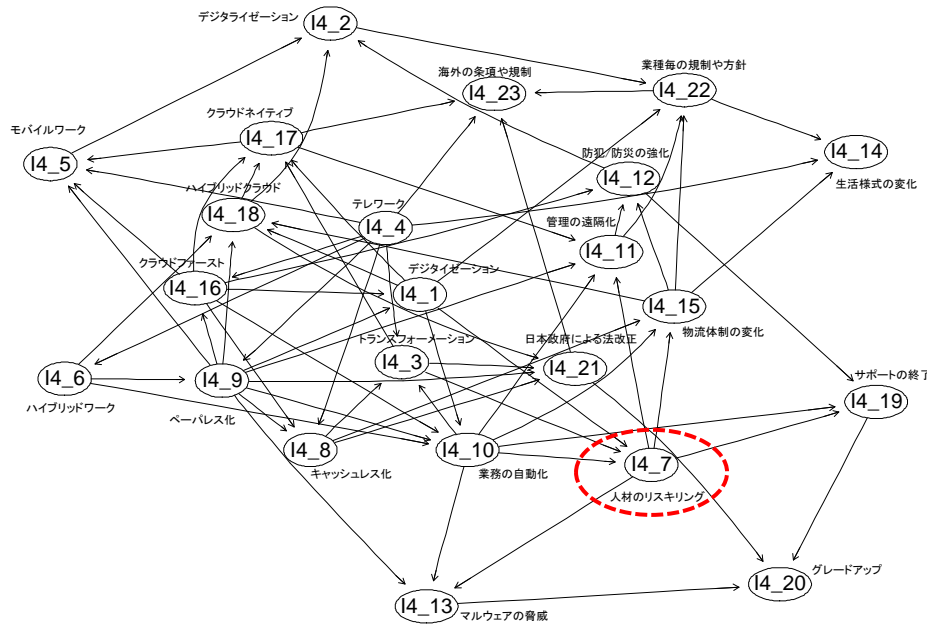 デジタライゼーション
I4_2
海外の条項や規制
I4_23
業種毎の規制や方針
I4_22
クラウドネイティブ
I4_17
モバイルワーク
I4_5
防犯/防災の強化
I4_12
I4_14
生活様式の変化
ハイブリッドクラウド
I4_18
テレワーク
I4_4
管理の遠隔化
I4_11
クラウドファースト
I4_16
デジタイゼーション
I4_1
I4_15
物流体制の変化
トランスフォーメーション
I4_3
日本政府による法改正
I4_21
I4_6
ハイブリッドワーク
I4_9
ペーパレス化
サポートの終了
I4_19
I4_8
キャッシュレス化
I4_10
業務の自動化
I4_7
人材のリスキリング
グレードアップ
I4_20
I4_13
マルウェアの脅威